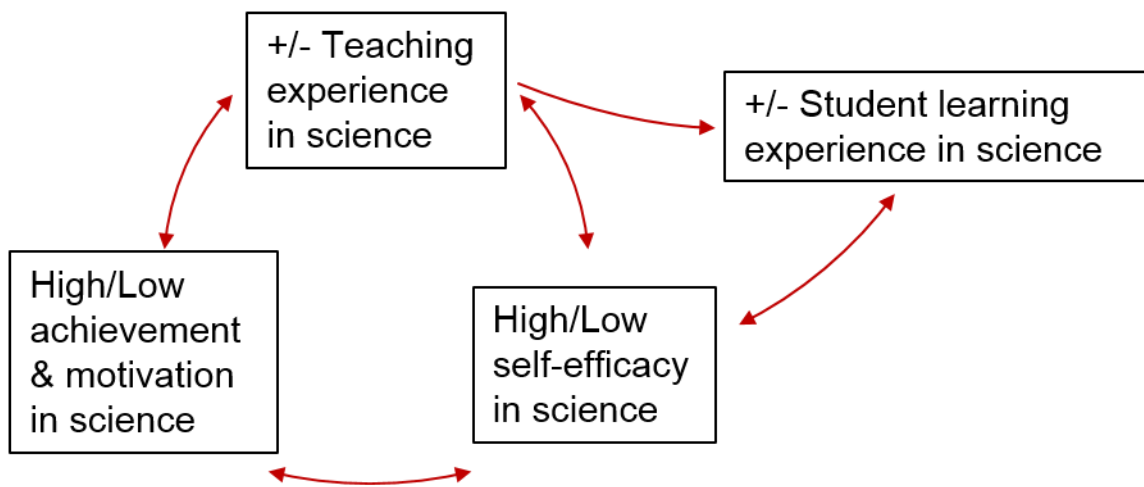 +/- Teaching
experience
in science
+/- Student learning
experience in science
High/Low
achievement
& motivation
in science
High/Low
self-efficacy
in science